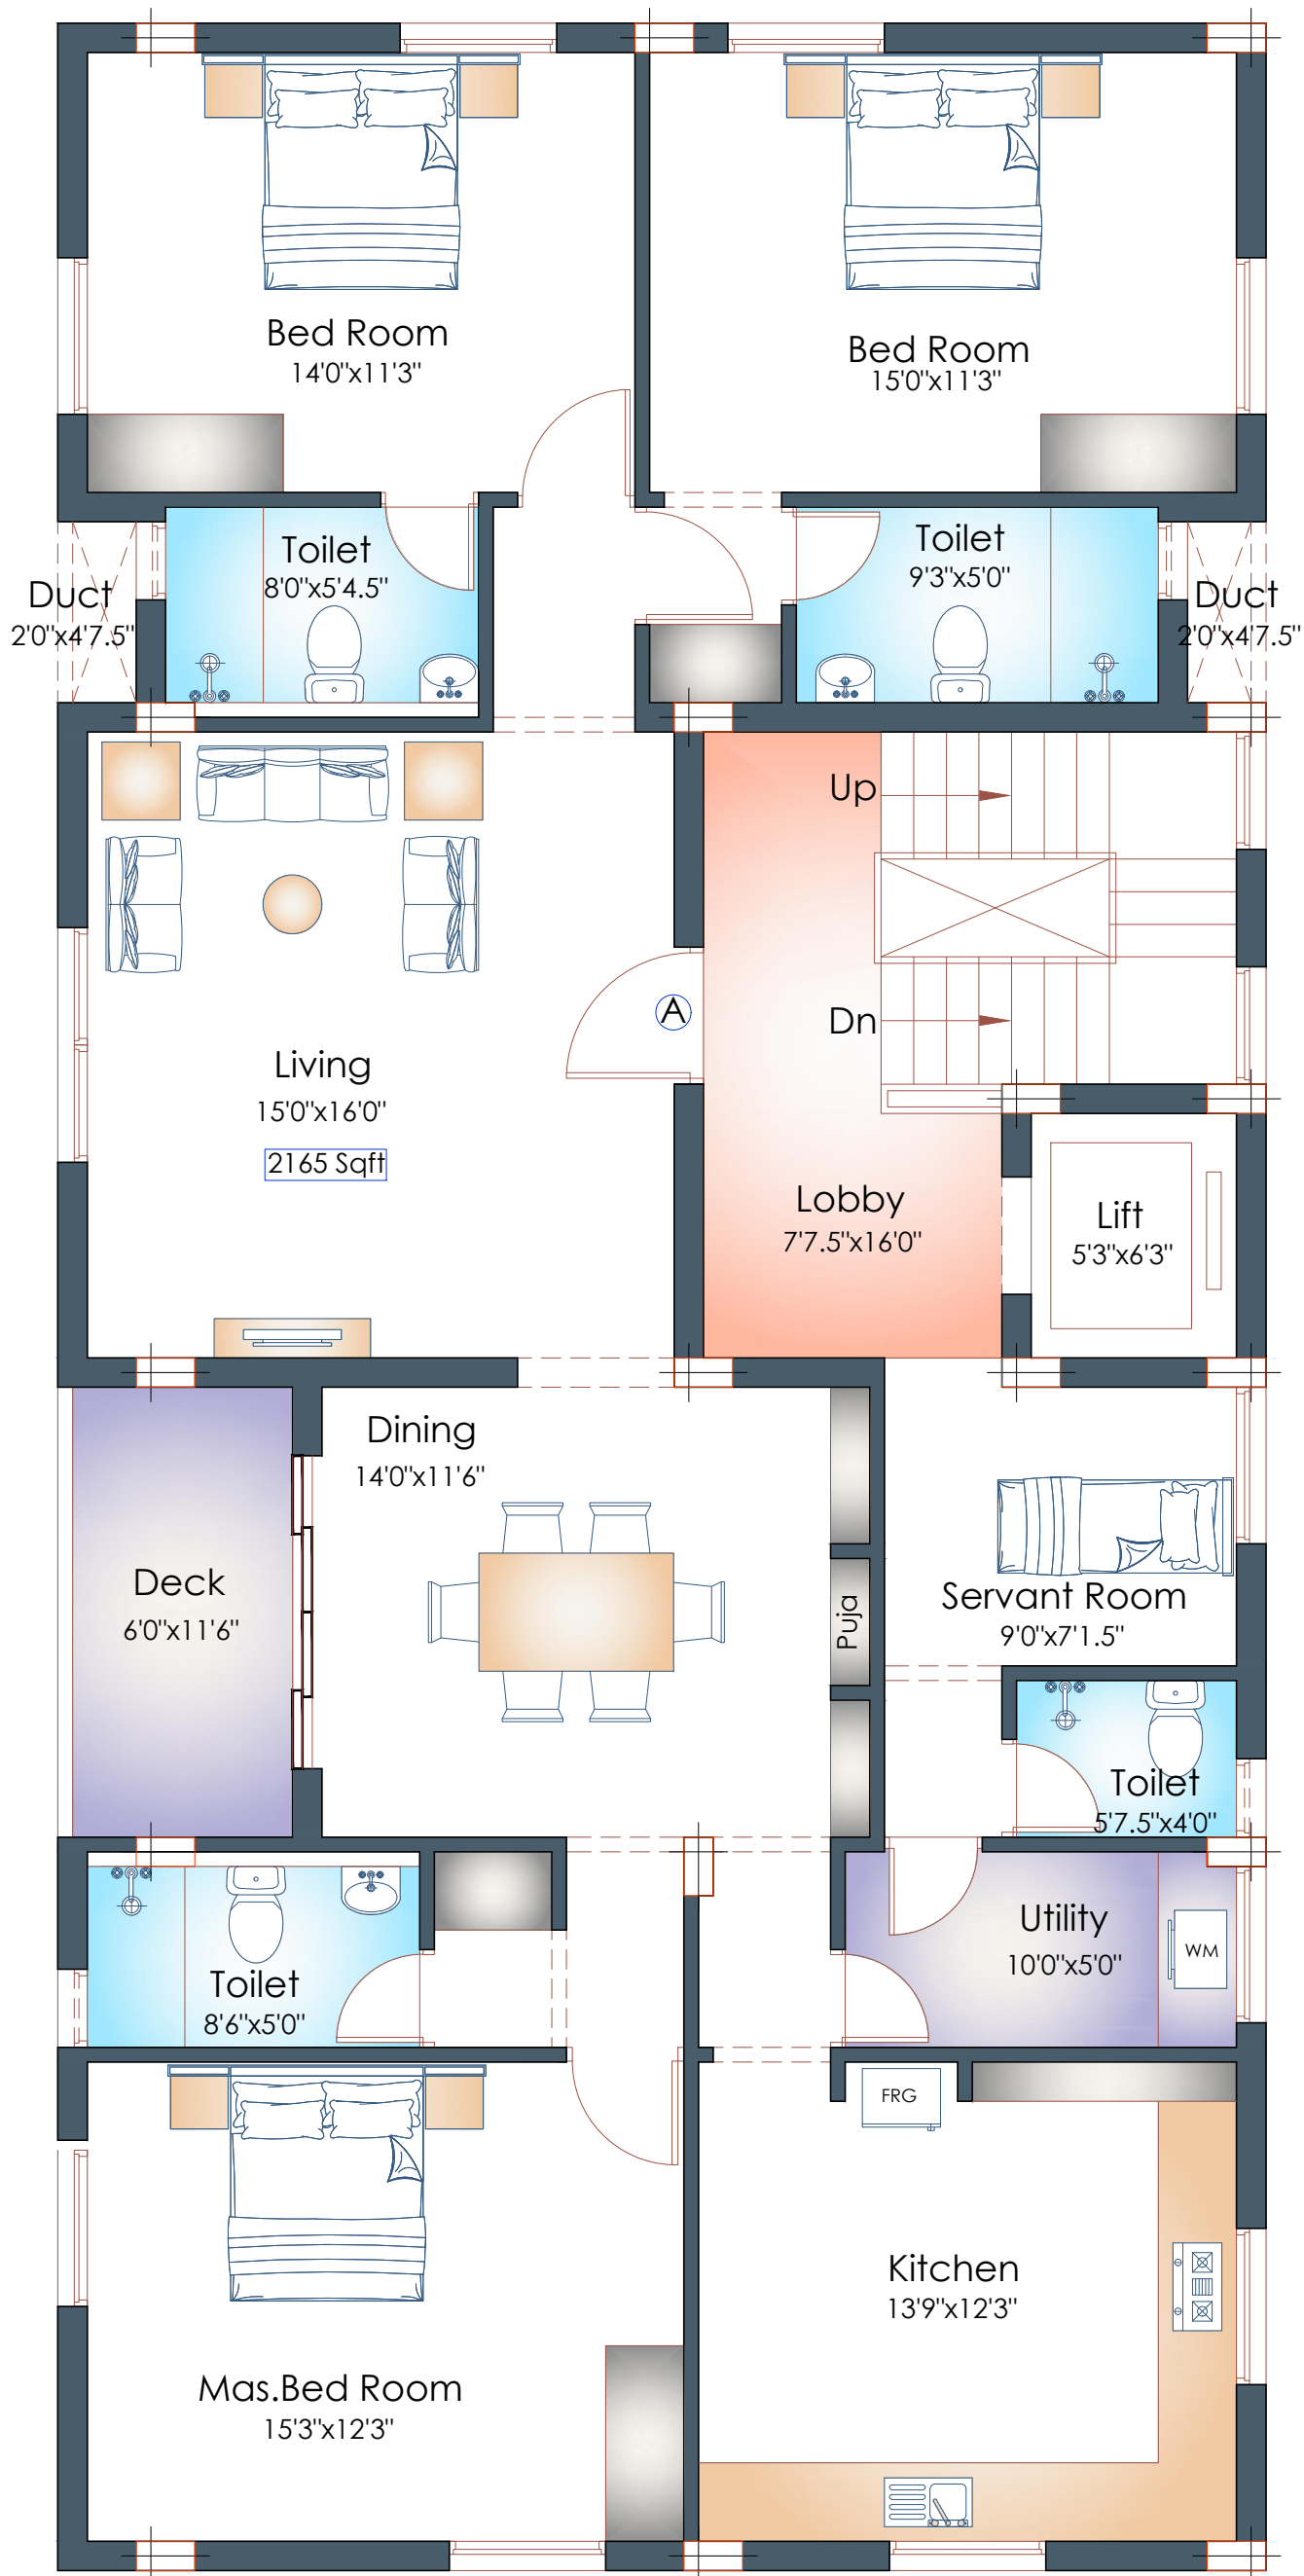 Bed Room
14'0"x11'3"
Bed Room
15'0"x11'3"
Toilet
8'0"x5'4.5"
Toilet
9'3"x5'0"
Duct
2'0"x4'7.5"
Duct
2'0"x4'7.5"
Up
A
Dn
Living
15'0"x16'0"
2165 Sqft
Lobby
7'7.5"x16'0"
Lift
5'3"x6'3"
Dining
14'0"x11'6"
Deck
6'0"x11'6"
Puja
Servant Room
9'0"x7'1.5"
Toilet
5'7.5"x4'0"
Utility
10'0"x5'0"
WM
Toilet
8'6"x5'0"
FRG
Kitchen
13'9"x12'3"
Mas.Bed Room
15'3"x12'3"